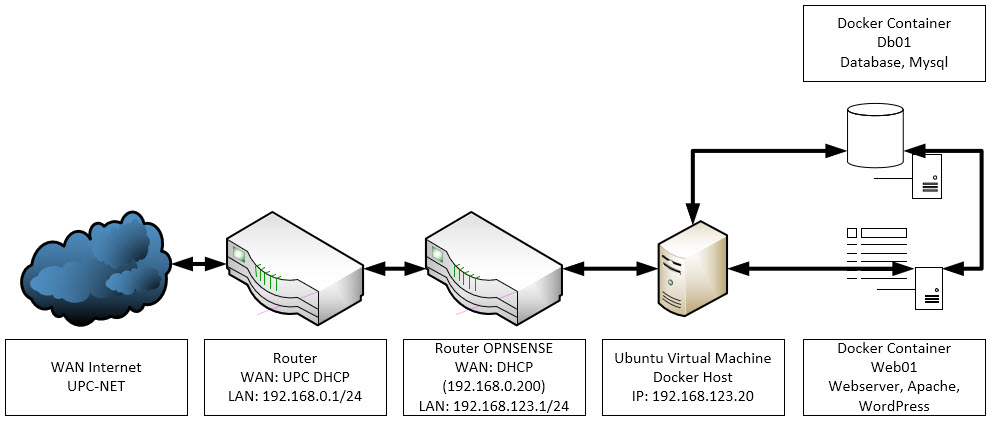 Docker Container
Db01
Database, Mysql
WAN Internet
UPC-NET
Router
WAN: UPC DHCP
LAN: 192.168.0.1/24
Router OPNSENSE
WAN: DHCP
(192.168.0.200)
LAN: 192.168.123.1/24
Ubuntu Virtual Machine
Docker Host
IP: 192.168.123.20
Docker Container
Web01
Webserver, Apache,
WordPress